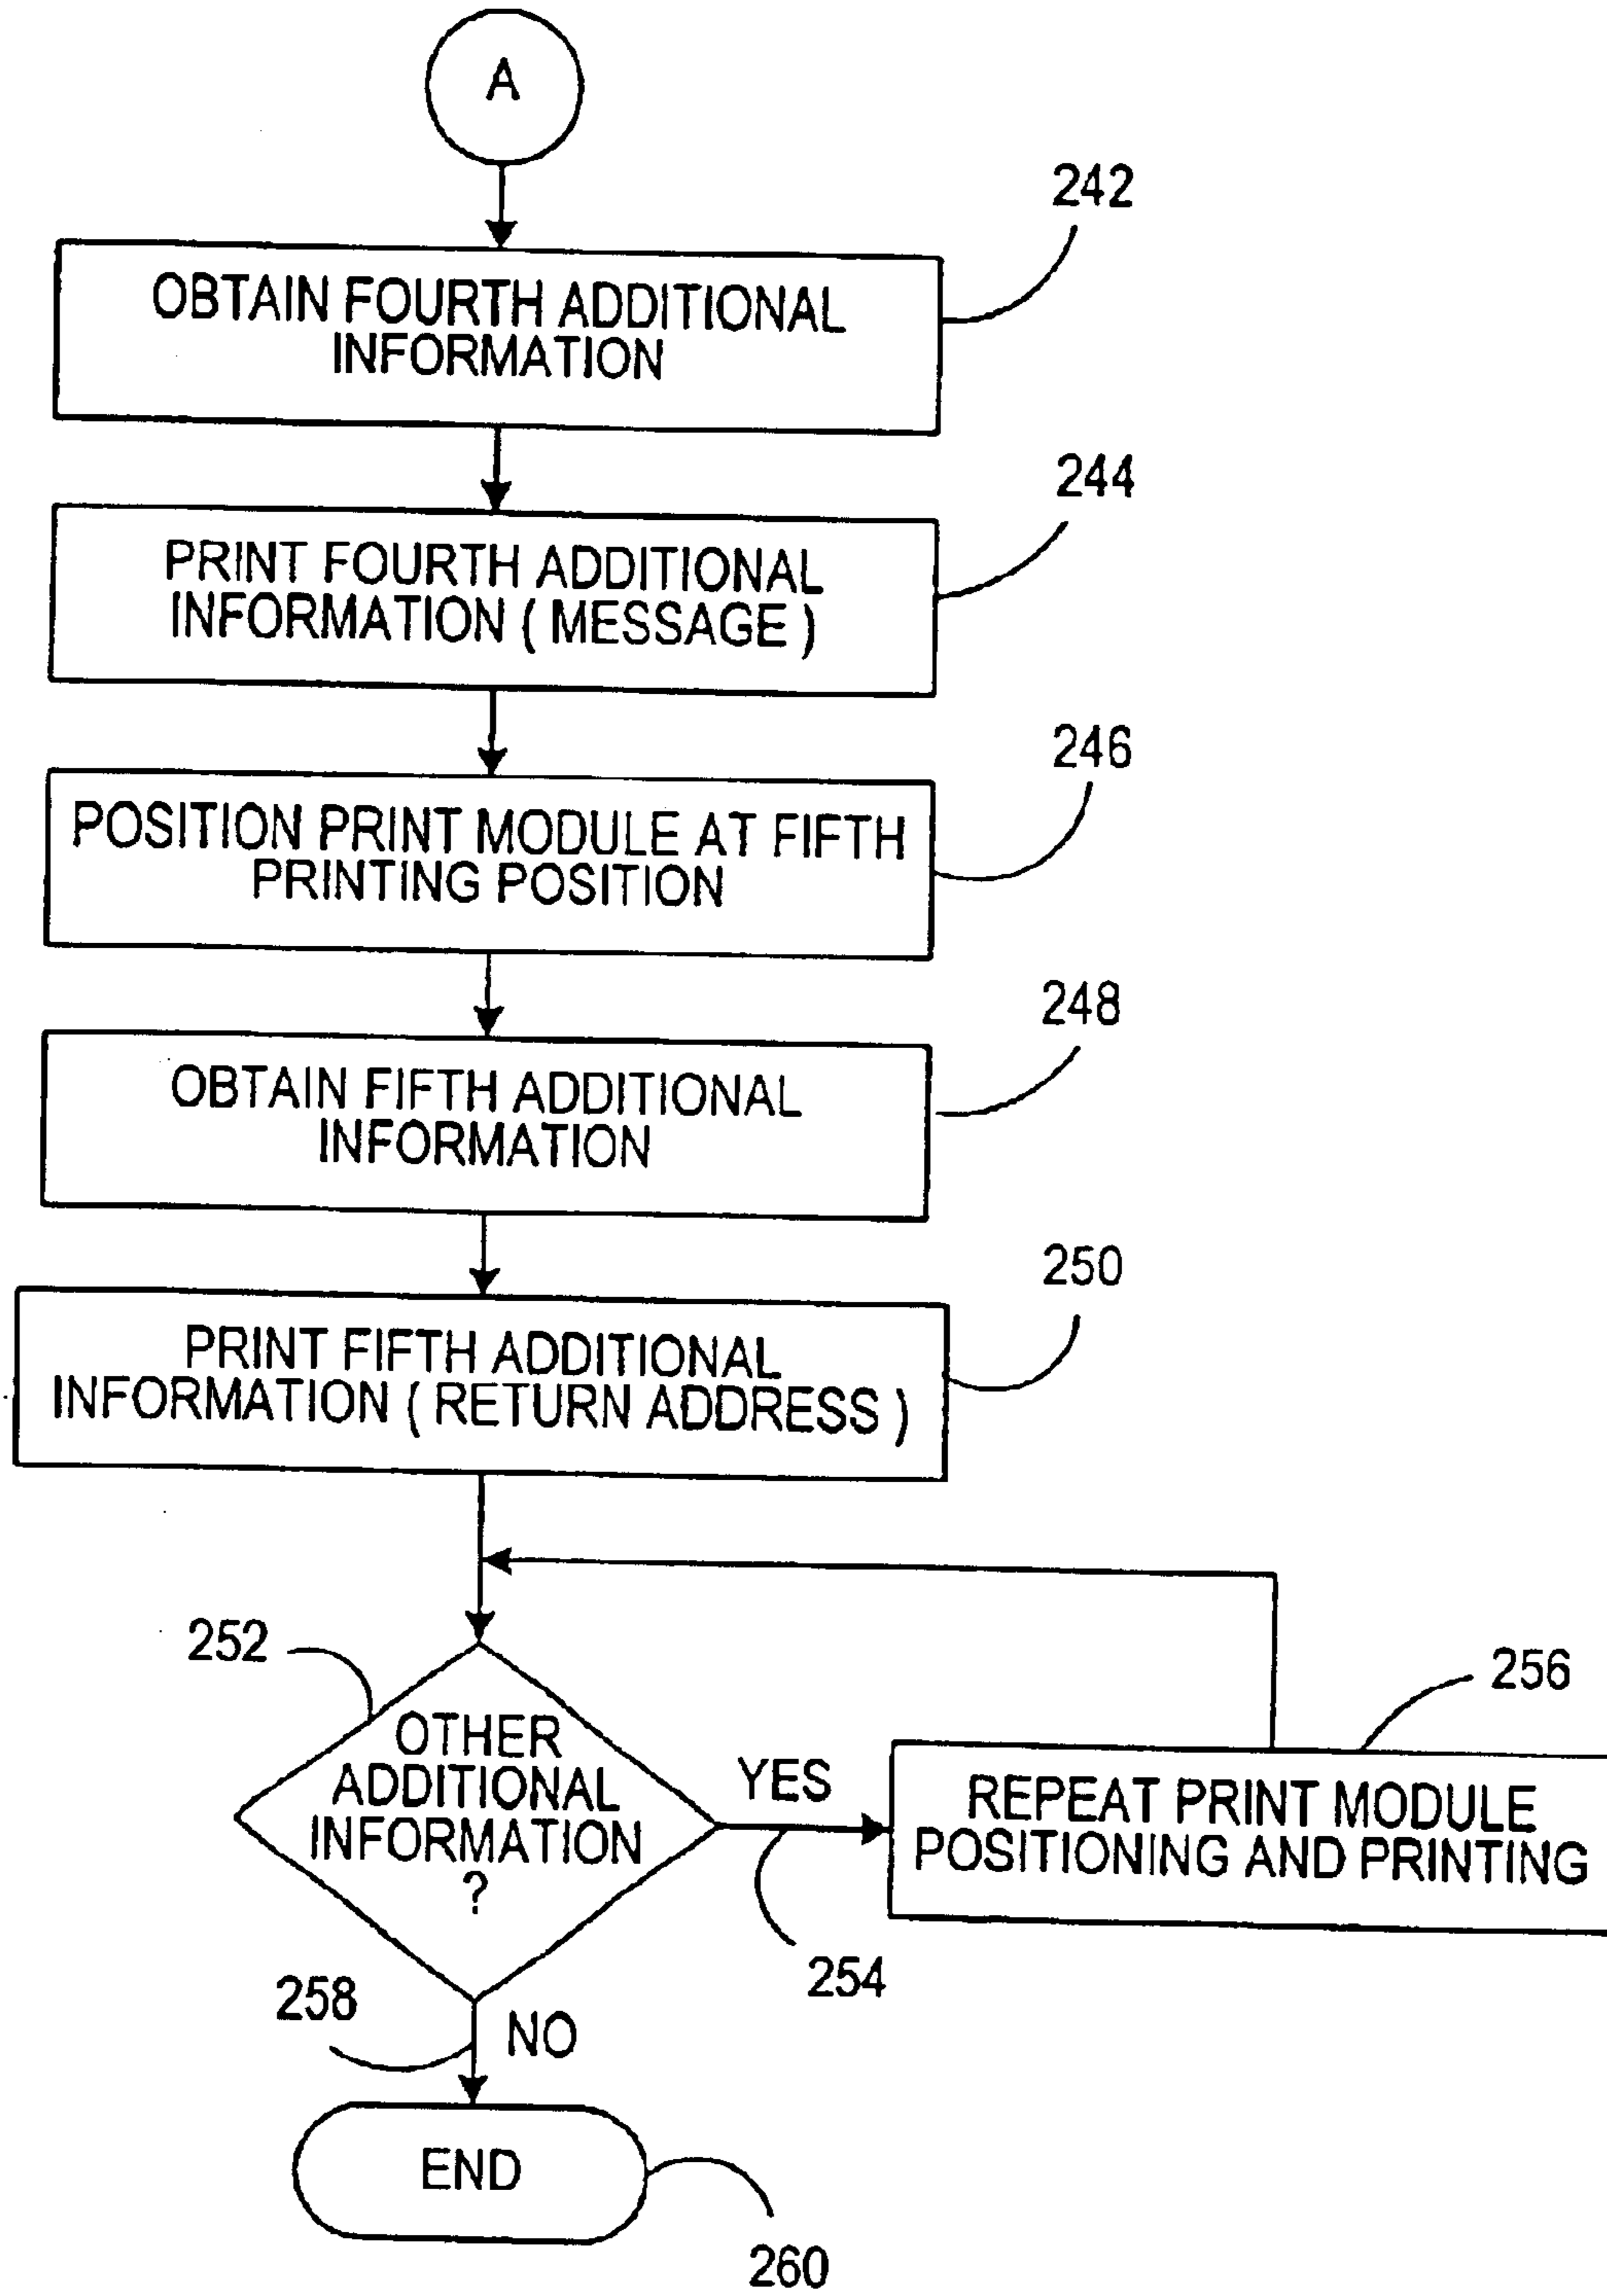 A
242
OBTAIN FOURTH ADDITIONAL
INFORMATION
244
PRINT FOURTH ADDITIONAL
INFORMATION ( MESSAGE )
246
POSITION PRINT MODULE AT FIFTH
PRINTING POSITION
248
OBTAIN FIFTH ADDITIONAL
INFORMATION
250
PRINT FIFTH ADDITIONAL
INFORMATION ( RETURN ADDRESS )
252
OTHER
ADDITIONAL
INFORMATION
?
YES
254
256
REPEAT PRINT MODULE
POSITIONING AND PRINTING
258
NO
END
260